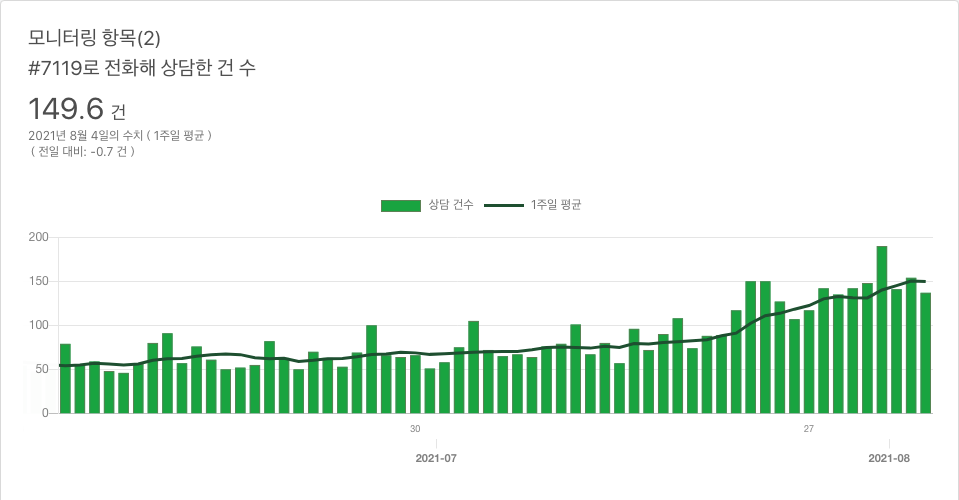 모니터링 항목(2)
#7119로 전화해 상담한 건 수
149.6 건
2021년 8월 4일의 수치 ( 1주일 평균 )
( 전일 대비: -0.7 건 )
상담 건수 1주일 평균
200
150
100
50
0
30 27
2021-07 2021-08